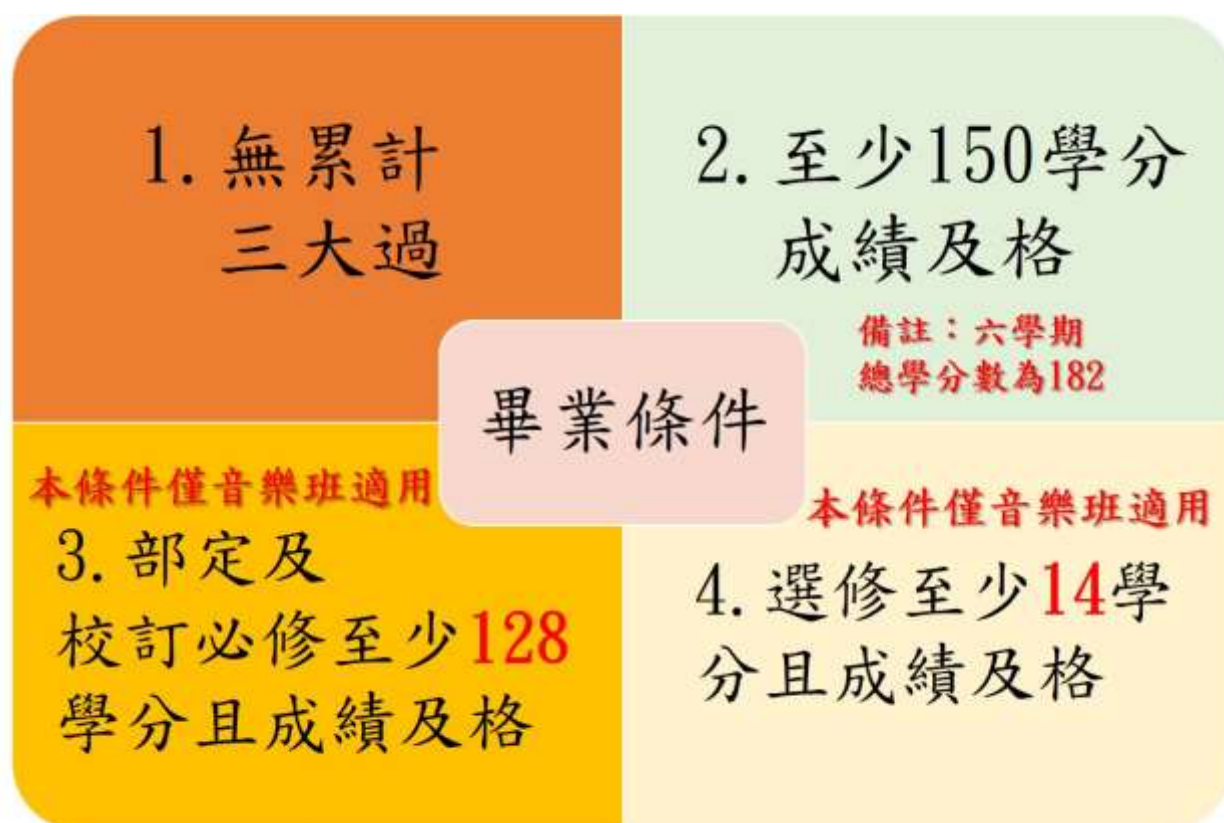 1. 無累計
三大過
2. 至少150學分
成績及格
備註：六學期
總學分數為182
畢業條件
本條件僅音樂班適用
3. 部定及
校訂必修至少128
學分且成績及格
本條件僅音樂班適用
4. 選修至少14學
分且成績及格